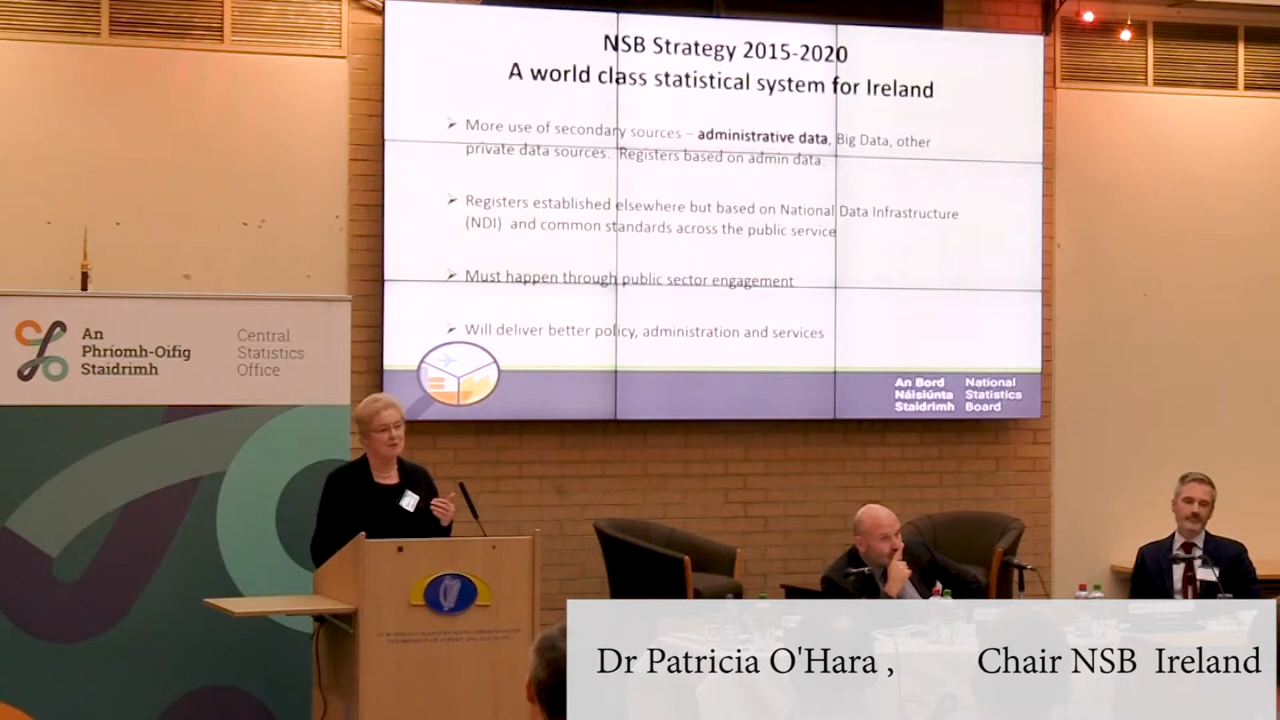 NSB Strategy 2015-2020
A world class statistical system for Ireland
➢ More use of secondary sources – administrative data, Big Data, other
private data sources. Registers based on admin data.
➢ Registers established elsewhere but based on National Data Infrastructure
(NDI) and common standards across the public service
➢ Must happen through public sector engagement
➢ Will deliver better policy, administration and services
An Bord
Náisiúnta
Staidrimh
National
Statistics
Board
An
Phríomh-Oifig
Staidrimh
Central
Statistics
Office
Dr Patricia O'Hara , Chair NSB Ireland